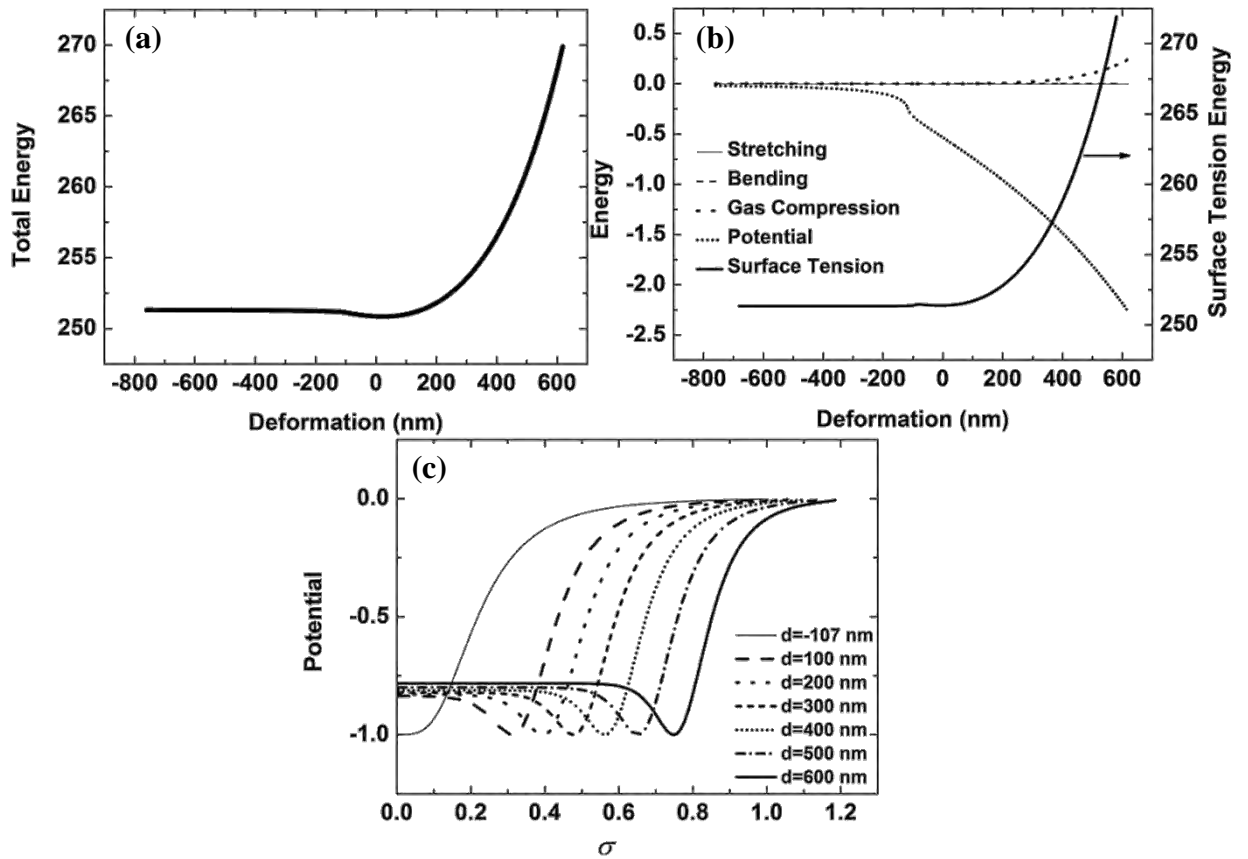 (a)
270
265
260
255
250
Total Energy
-800 -600 -400 -200 0 200 400 600
Deformation (nm)
(b)
0.5
0.0
-0.5
-1.0
-1.5
-2.0
-2.5
Energy
Stretching
Bending
Gas Compression
Potential
Surface Tension
270
265
260
255
250
Surface Tension Energy
-800 -600 -400 -200 0 200 400 600
Deformation (nm)
(c)
0.0
-0.5
-1.0
Potential
d=-107 nm
d=100 nm
d=200 nm
d=300 nm
d=400 nm
d=500 nm
d=600 nm
0.0 0.2 0.4 0.6 0.8 1.0 1.2
σ